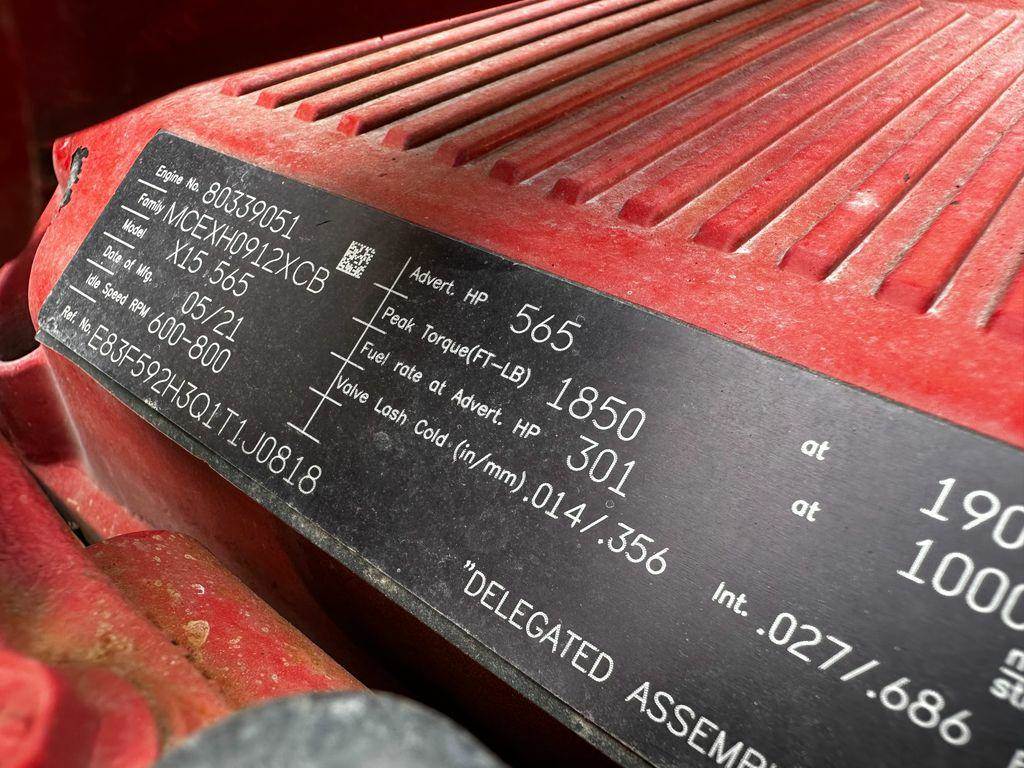 Engine No. 80339051
Family MCEXH0912XCB
Model X15 565
Date of Mfg. 05/21
Idle Speed RPM 600-800
Ref. No. E83F592H3Q1T1J0818
Advert. HP 565 at 190
Peak Torque(FT-LB) 1850 at 1000
Fuel rate at Advert. HP 301
Valve Lash Cold (in/mm) .014/.356 Int. .027/.686
"DELEGATED ASSEMB